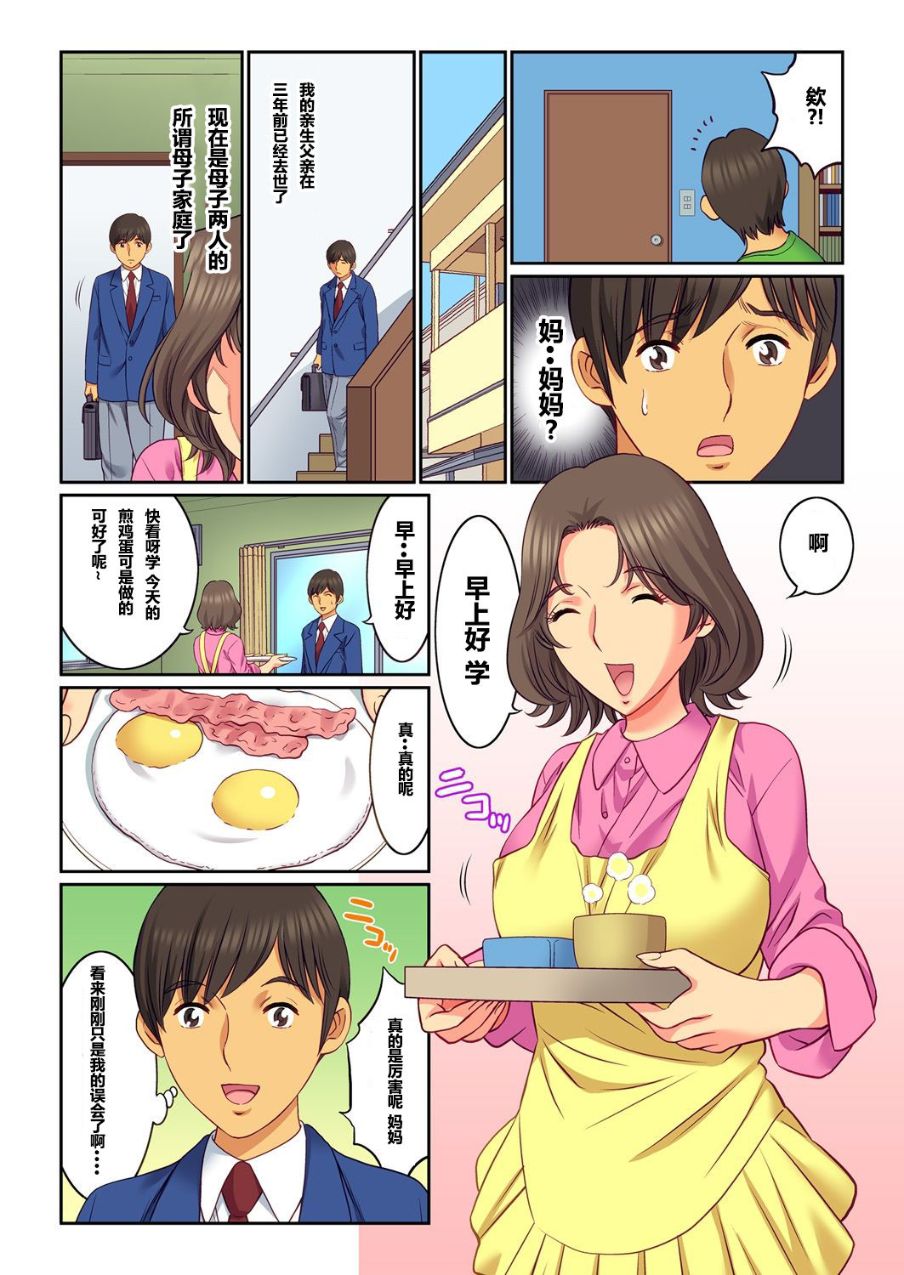 欸?!
妈‥妈妈?
我的亲生父亲在
三年前已经去世了
现在是母子两人的
所谓母子家庭了
啊
早上好 学
ニコッ
早‥早上好
快看呀学 今天的
煎鸡蛋可是做的
可好了呢~
真‥真的呢
真的是厉害呢 妈妈
ニコッ
看来刚刚只是我的误会了啊‥‥